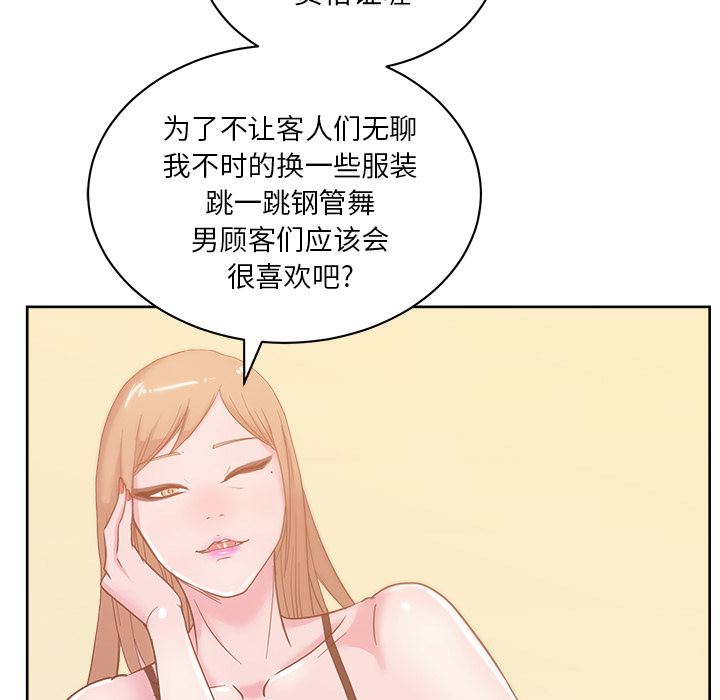 为了不让客人们无聊
我不时的换一些服装
跳一跳钢管舞
男顾客们应该会
很喜欢吧?